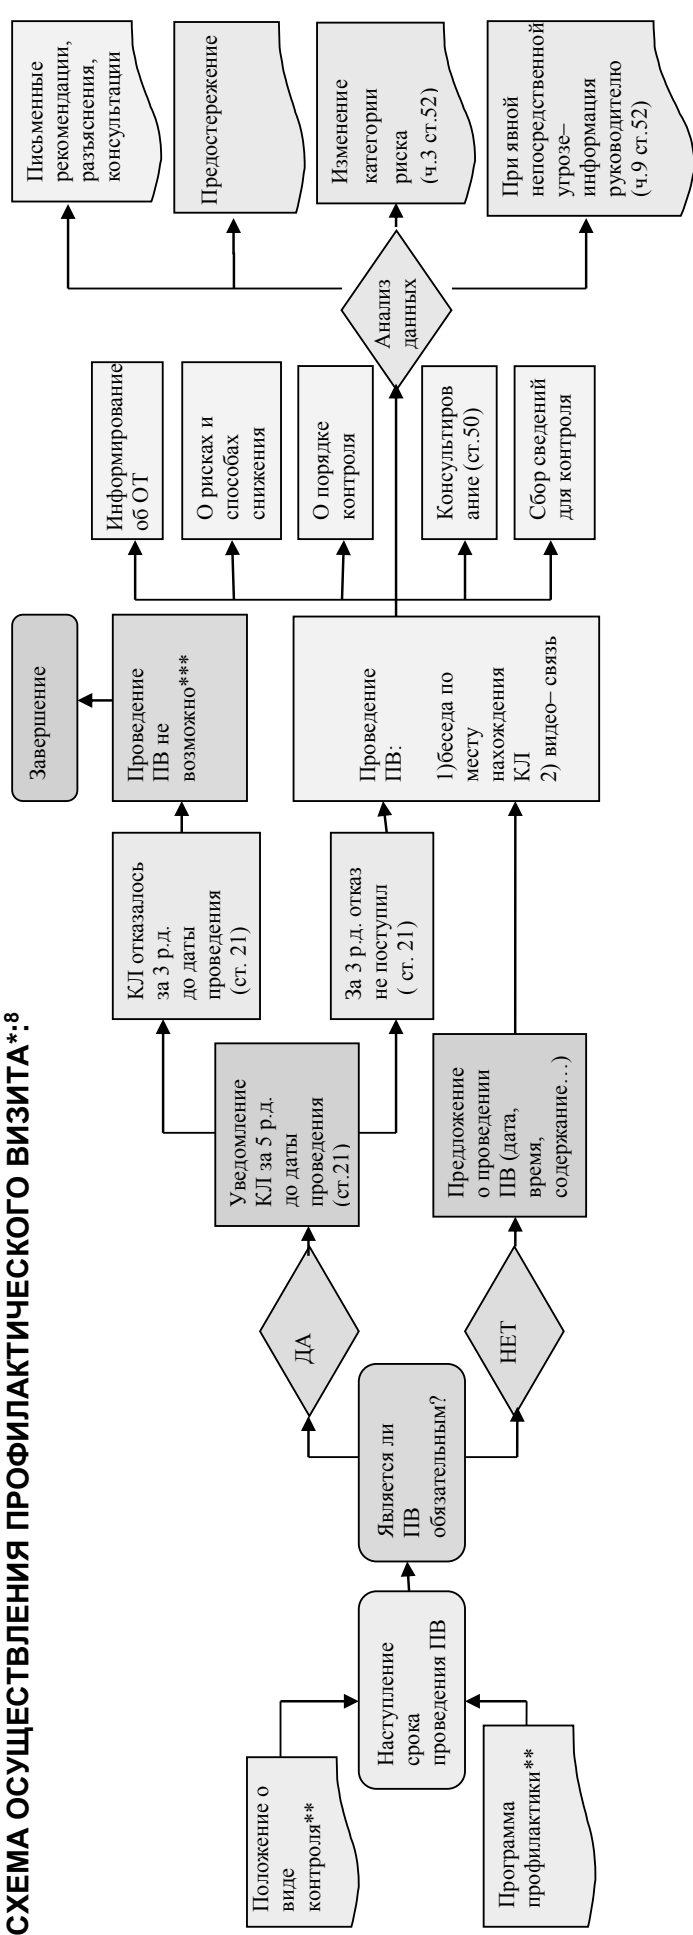 СХЕМА ОСУЩЕСТВЛЕНИЯ ПРОФИЛАКТИЧЕСКОГО ВИЗИТА*:8
Положение о
виде
контроля**
Программа
профилактики**
Наступление
срока
проведения ПВ
Является ли
ПВ
обязательным?
ДА
НЕТ
Уведомление
КЛ за 5 р.д.
до даты
проведения
(ст.21)
Предложение
о проведении
ПВ (дата,
время,
содержание…)
КЛ отказалось
за 3 р.д.
до даты
проведения
(ст. 21)
За 3 р.д. отказ
не поступил
( ст. 21)
Проведение
ПВ не
возможно***
Завершение
Проведение
ПВ:
1)беседа по
месту
нахождения
КЛ
2) видео– связь
Информирование
об ОТ
О рисках и
способах
снижения
О порядке
контроля
Консультиров
ание (ст.50)
Сбор сведений
для контроля
Анализ
данных
Письменные
рекомендации,
разъяснения,
консультации
Предостережение
Изменение
категории
риска
(ч.3 ст.52)
При явной
непосредственной
угрозе–
информация
руководителю
(ч.9 ст.52)